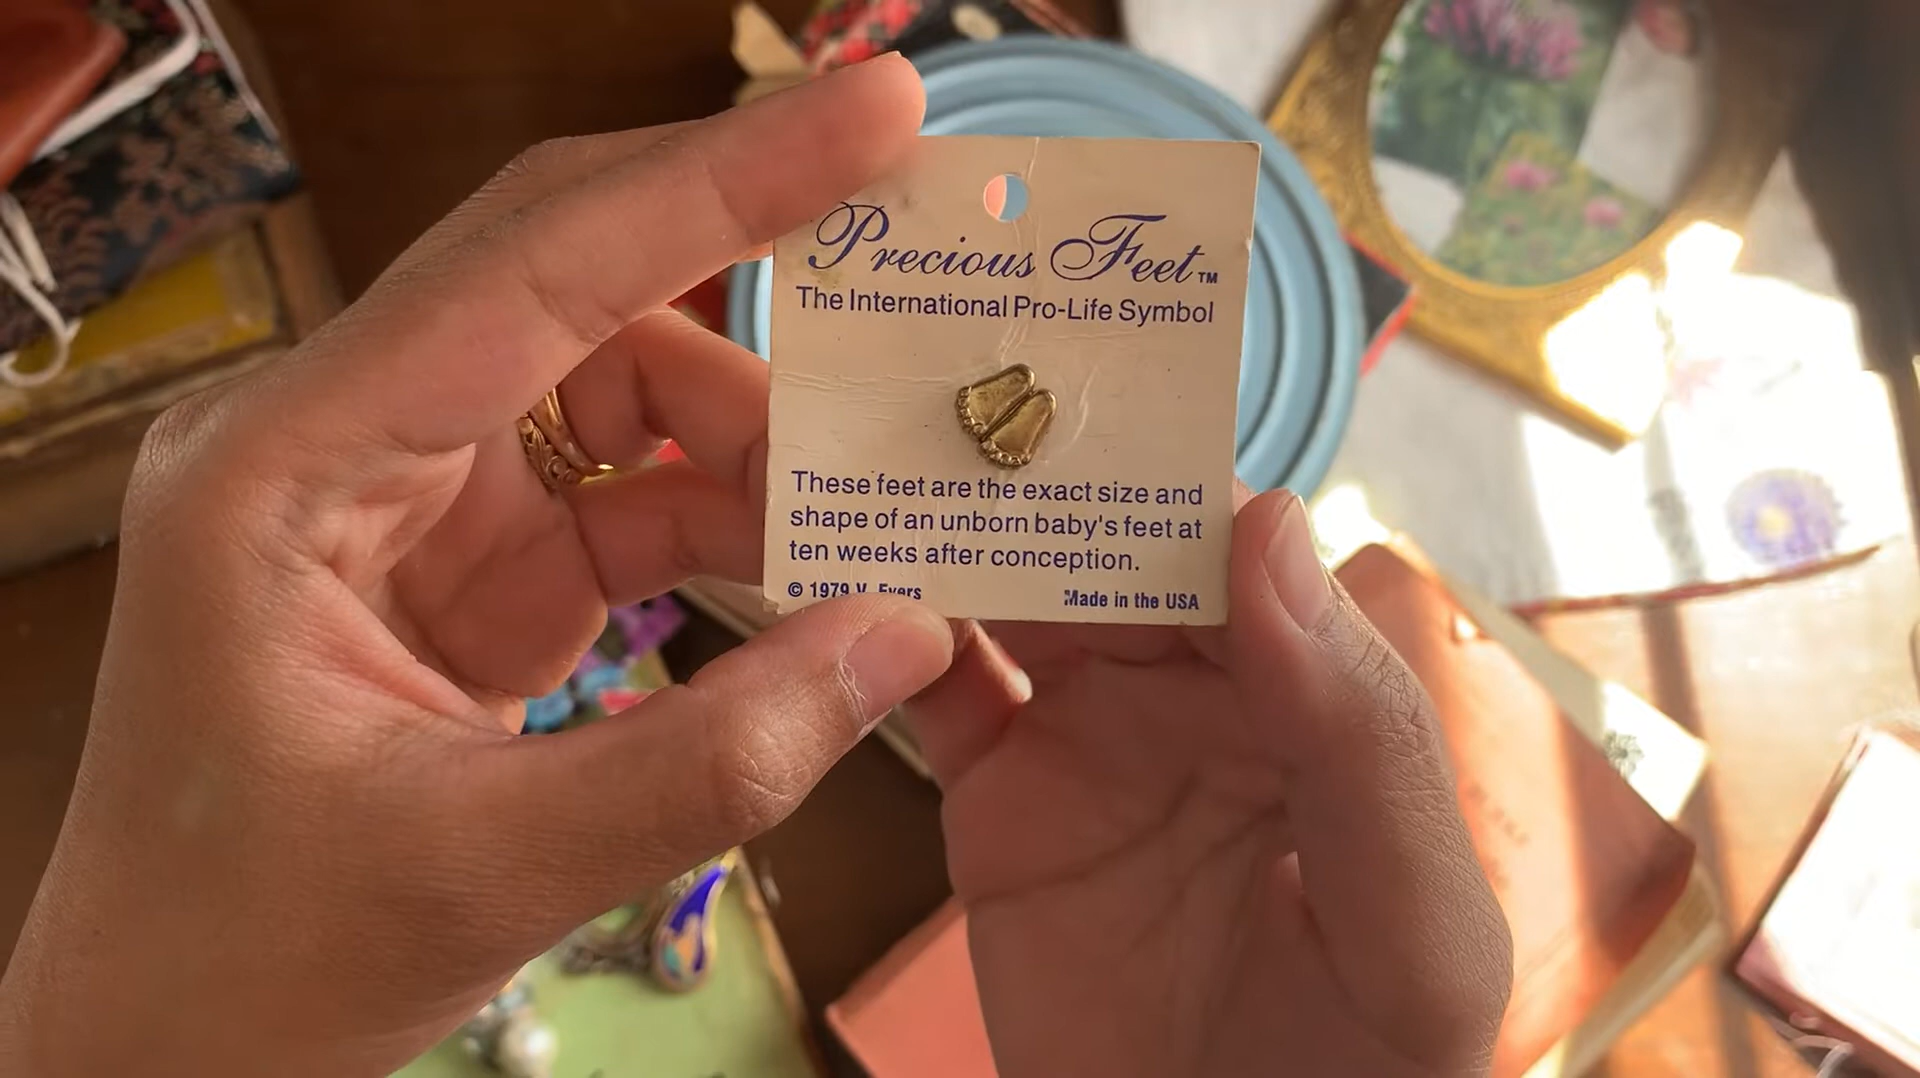 Precious Feet™
The International Pro-Life Symbol
These feet are the exact size and
shape of an unborn baby's feet at
ten weeks after conception.
© 1979 V. Evers
Made in the USA